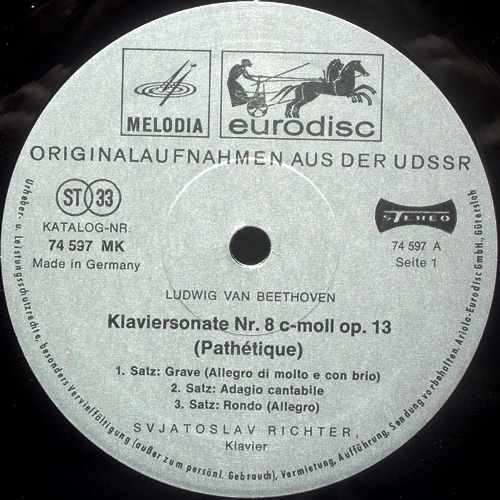 MELODIA
eurodisc
ORIGINALAUFNAHMEN AUS DER UDSSR
ST 33
STEREO
KATALOG-NR.
74 597 MK
Made in Germany
74 597 A
Seite 1
LUDWIG VAN BEETHOVEN
Klaviersonate Nr. 8 c-moll op. 13
(Pathétique)
1. Satz: Grave (Allegro di molto e con brio)
2. Satz: Adagio cantabile
3. Satz: Rondo (Allegro)
SVJATOSLAV RICHTER,
Klavier
Urheber- u. Leistungsschutzrechte, besonders Vervielfältigung (außer zum persönl. Gebrauch), Vermietung, Aufführung, Sendung vorbehalten. Ariola-Eurodisc GmbH, Gütersloh